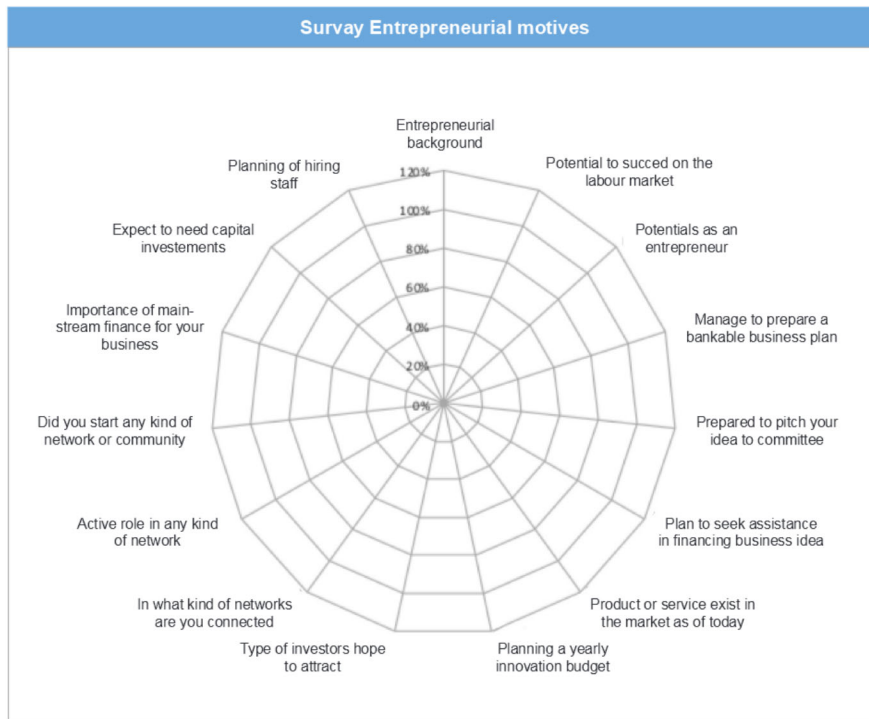 Survay Entrepreneurial motives
Entrepreneurial
background
Planning of hiring
staff
Potential to succed on the
labour market
Expect to need capital
investements
Potentials as an
entrepreneur
Importance of main-
stream finance for your
business
Manage to prepare a
bankable business plan
Did you start any kind of
network or community
Prepared to pitch your
idea to committee
Active role in any kind
of network
Plan to seek assistance
in financing business idea
In what kind of networks
are you connected
Product or service exist in
the market as of today
Type of investors hope
to attract
Planning a yearly
innovation budget
120%
100%
80%
60%
40%
20%
0%